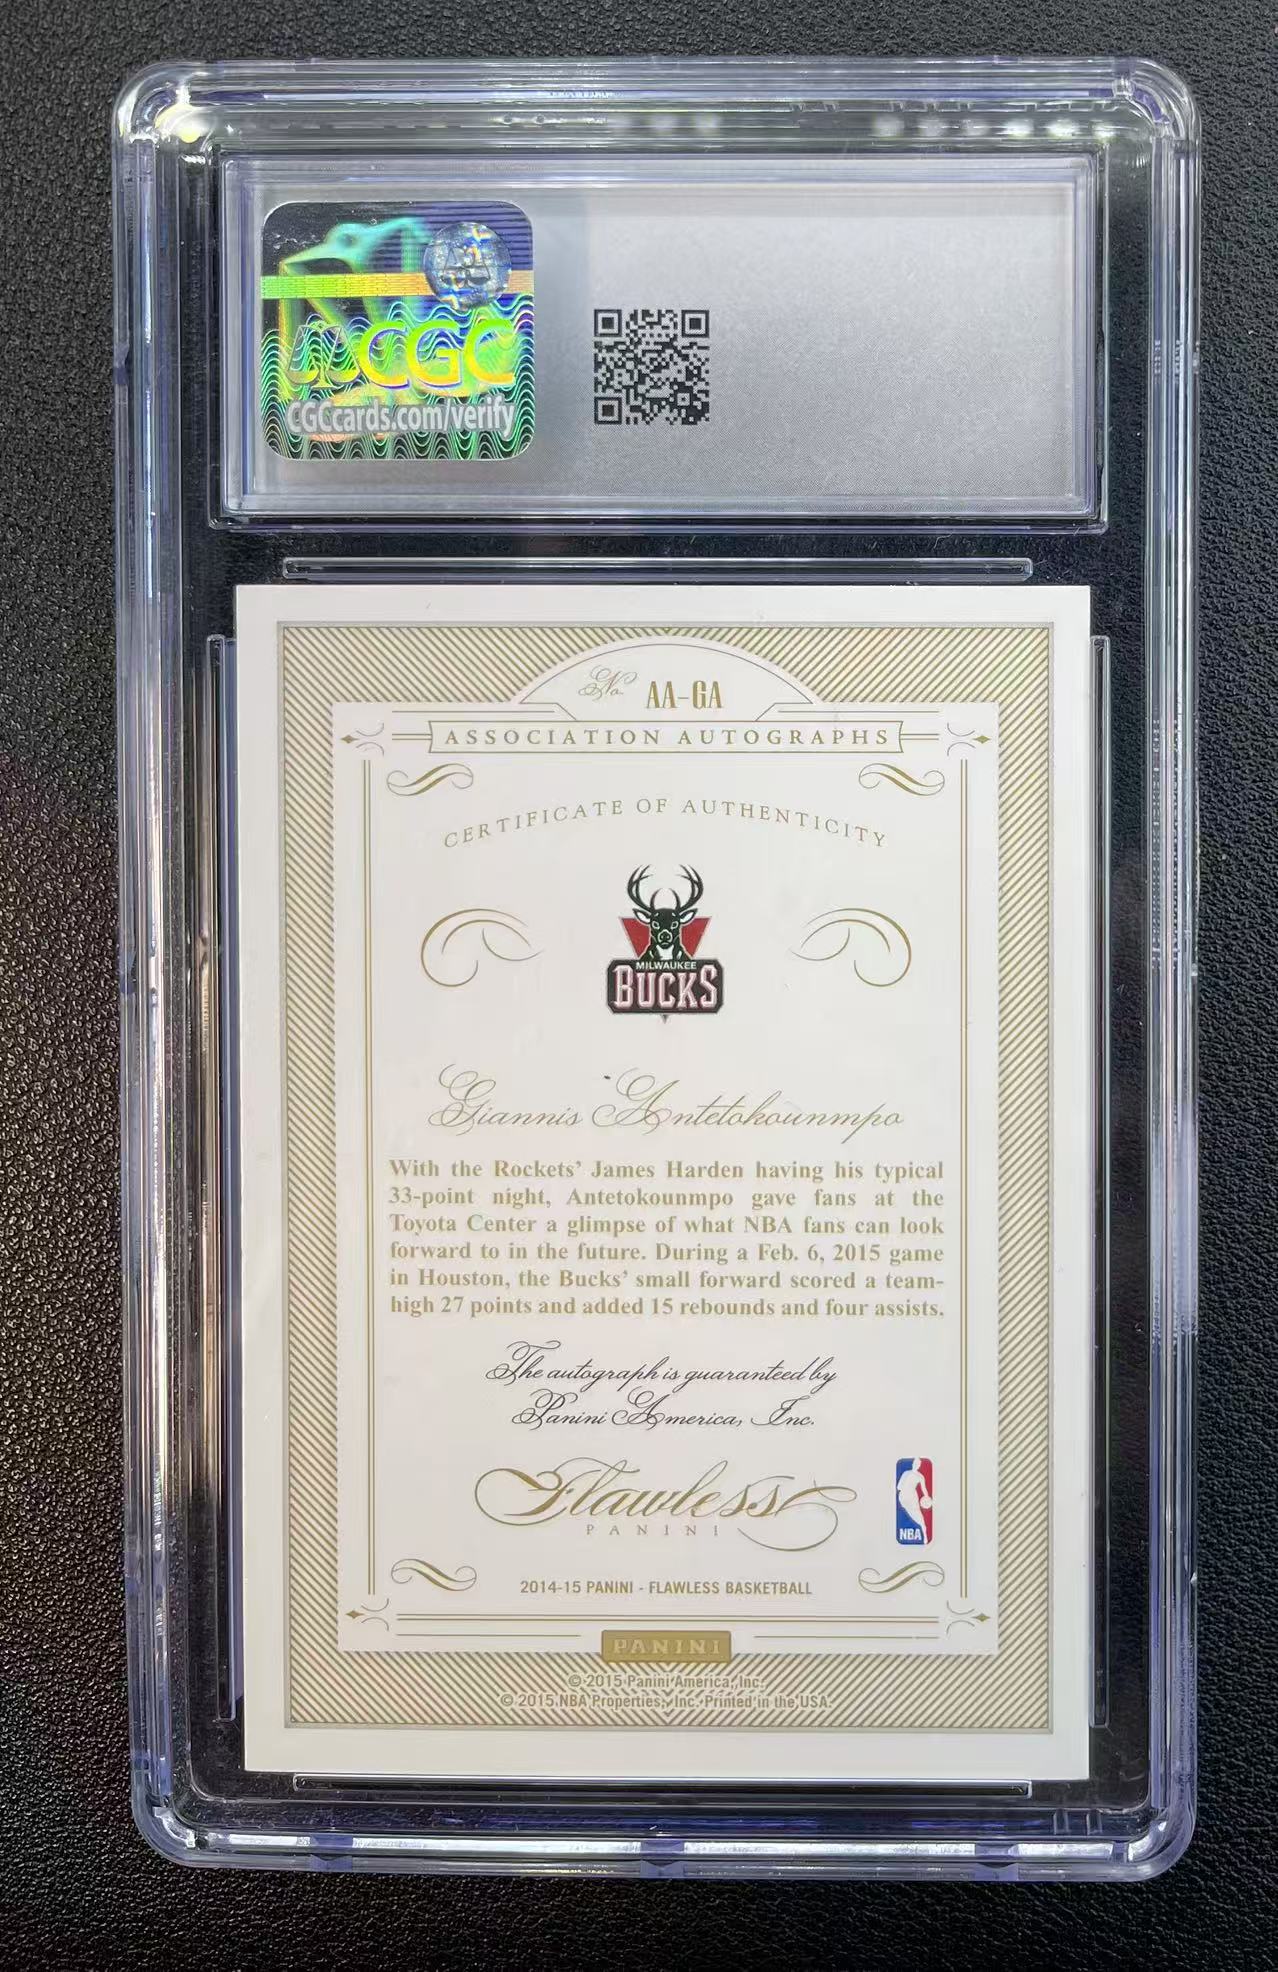 CGC
CGCcards.com/verify
No. AA-GA
ASSOCIATION AUTOGRAPHS
CERTIFICATE OF AUTHENTICITY
MILWAUKEE
BUCKS
Giannis Antetokounmpo
With the Rockets’ James Harden having his typical
33-point night, Antetokounmpo gave fans at the
Toyota Center a glimpse of what NBA fans can look
forward to in the future. During a Feb. 6, 2015 game
in Houston, the Bucks’ small forward scored a team-
high 27 points and added 15 rebounds and four assists.
The autograph is guaranteed by
Panini America, Inc.
Flawless
PANINI
NBA
2014-15 PANINI - FLAWLESS BASKETBALL
PANINI
© 2015 Panini America, Inc.
© 2015 NBA Properties, Inc. Printed in the USA.